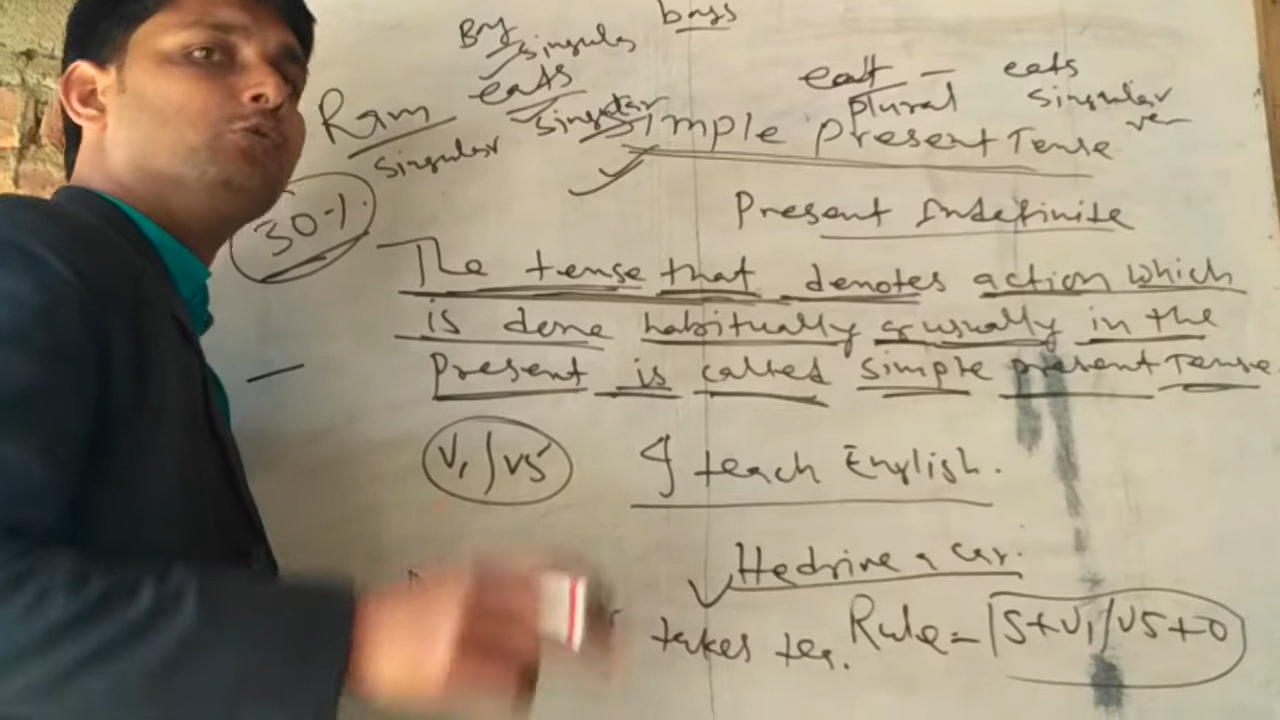 Boy boys
singular
Ram eats eat - eats
singular singular plural singular
Simple Present Tense
30%
Present Indefinite
The tense that denotes action which
is done habitually or usually in the
Present is called simple present Tense
V1/V5 I teach English.
He drive a car.
takes tea. Rule = S+V1/V5+O